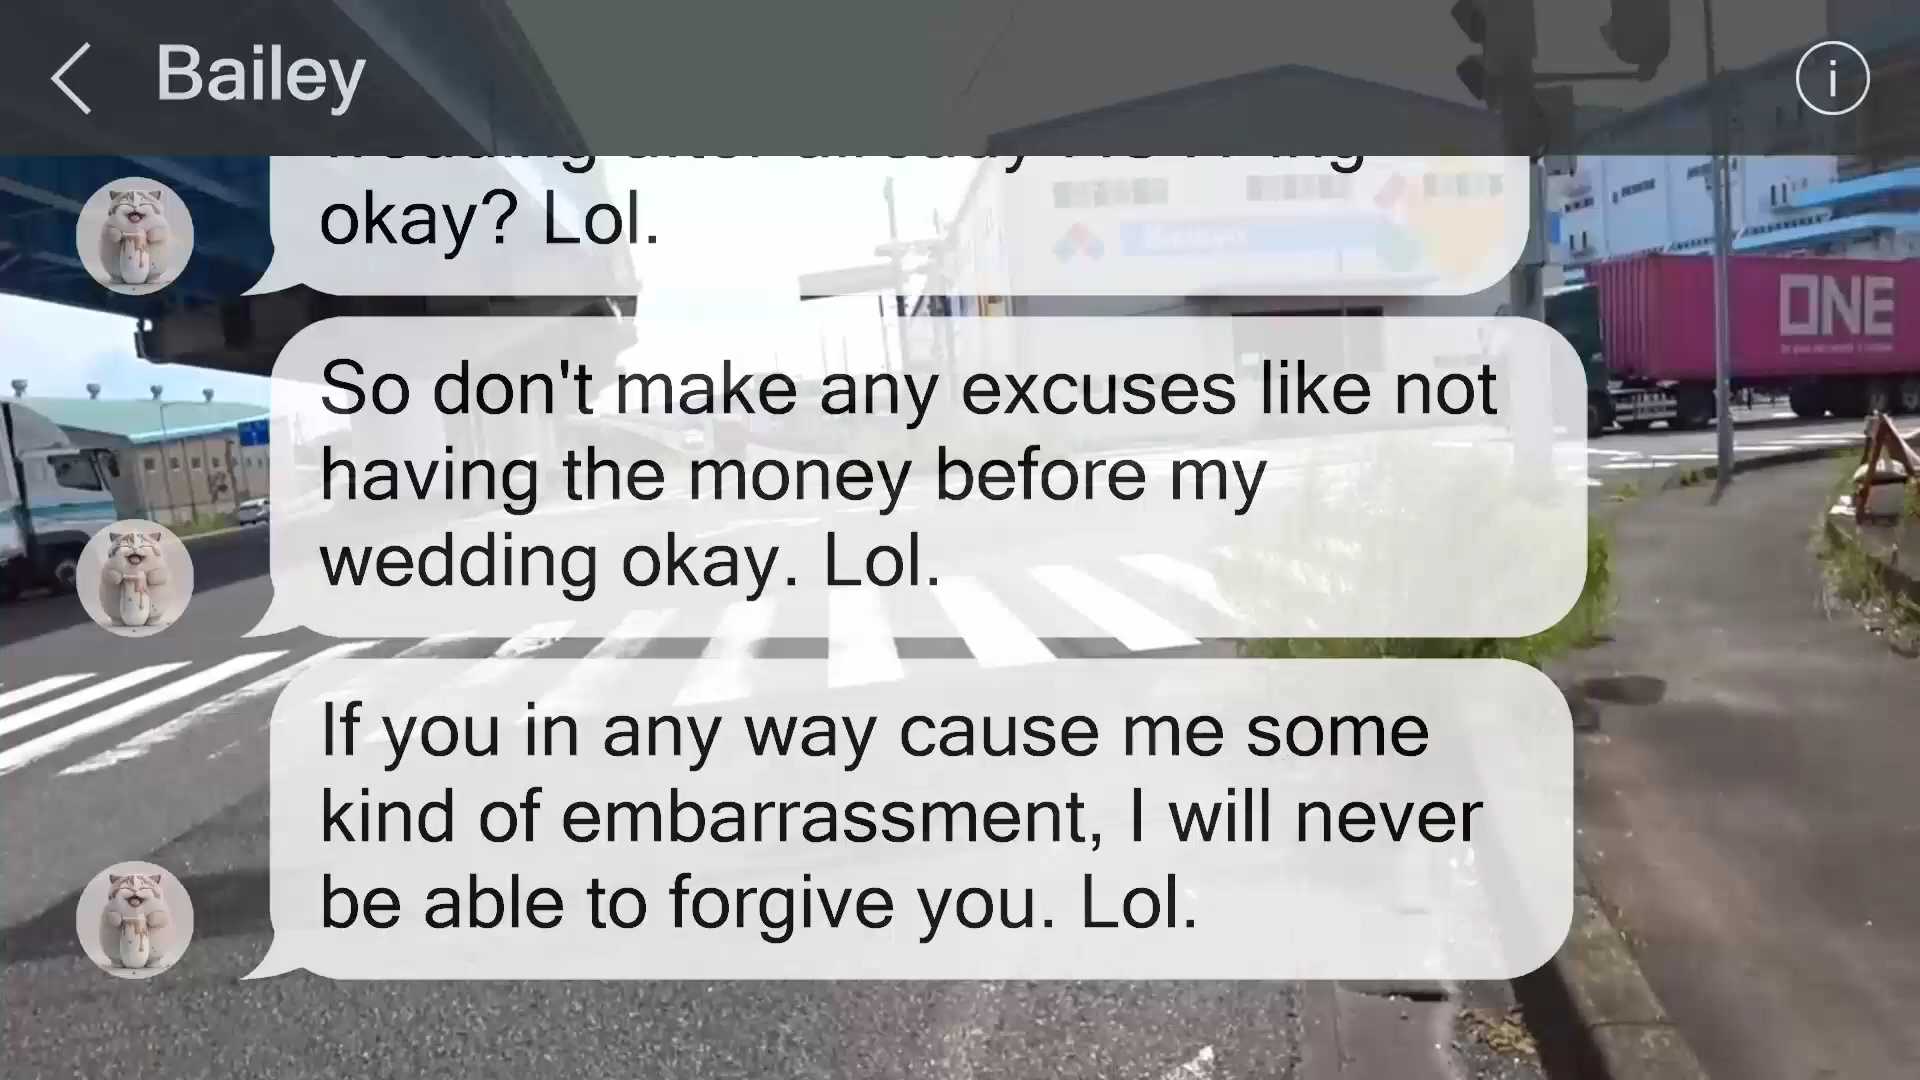 Bailey
okay? Lol.
So don't make any excuses like not
having the money before my
wedding okay. Lol.
If you in any way cause me some
kind of embarrassment, I will never
be able to forgive you. Lol.
ONE